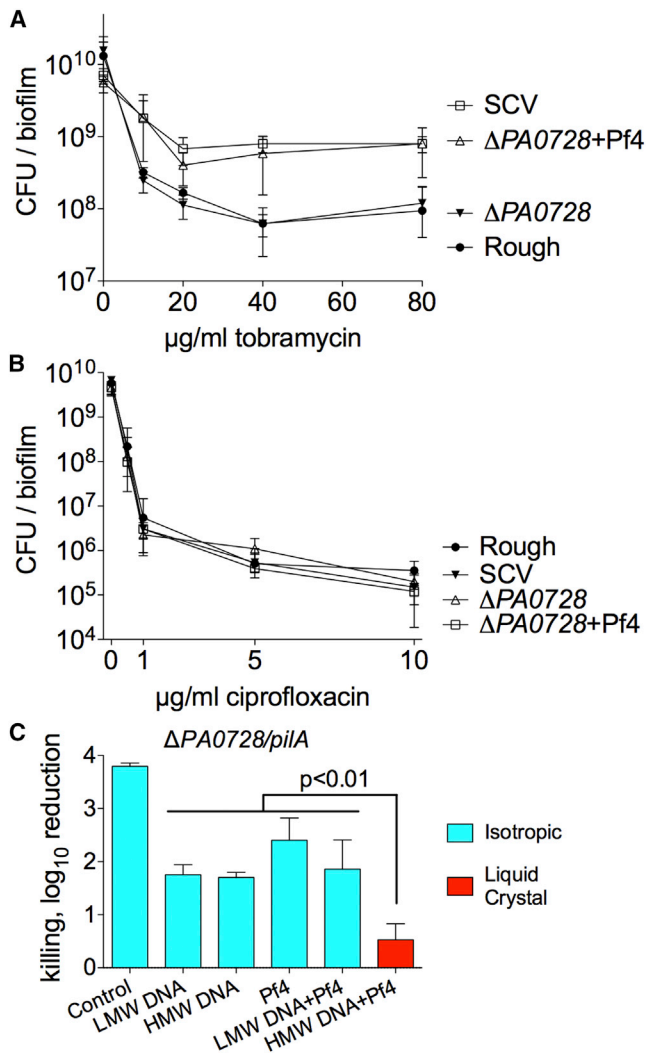 A
CFU / biofilm
10^10
10^9
10^8
10^7
0 20 40 60 80
µg/ml tobramycin
SCV
ΔPA0728+Pf4
ΔPA0728
Rough
B
CFU / biofilm
10^10
10^9
10^8
10^7
10^6
10^5
10^4
0 1 5 10
µg/ml ciprofloxacin
Rough
SCV
ΔPA0728
ΔPA0728+Pf4
C
ΔPA0728/pilA
killing, log10 reduction
4
3
2
1
0
p<0.01
Control
LMW DNA
HMW DNA
Pf4
LMW DNA+Pf4
HMW DNA+Pf4
Isotropic
Liquid
Crystal